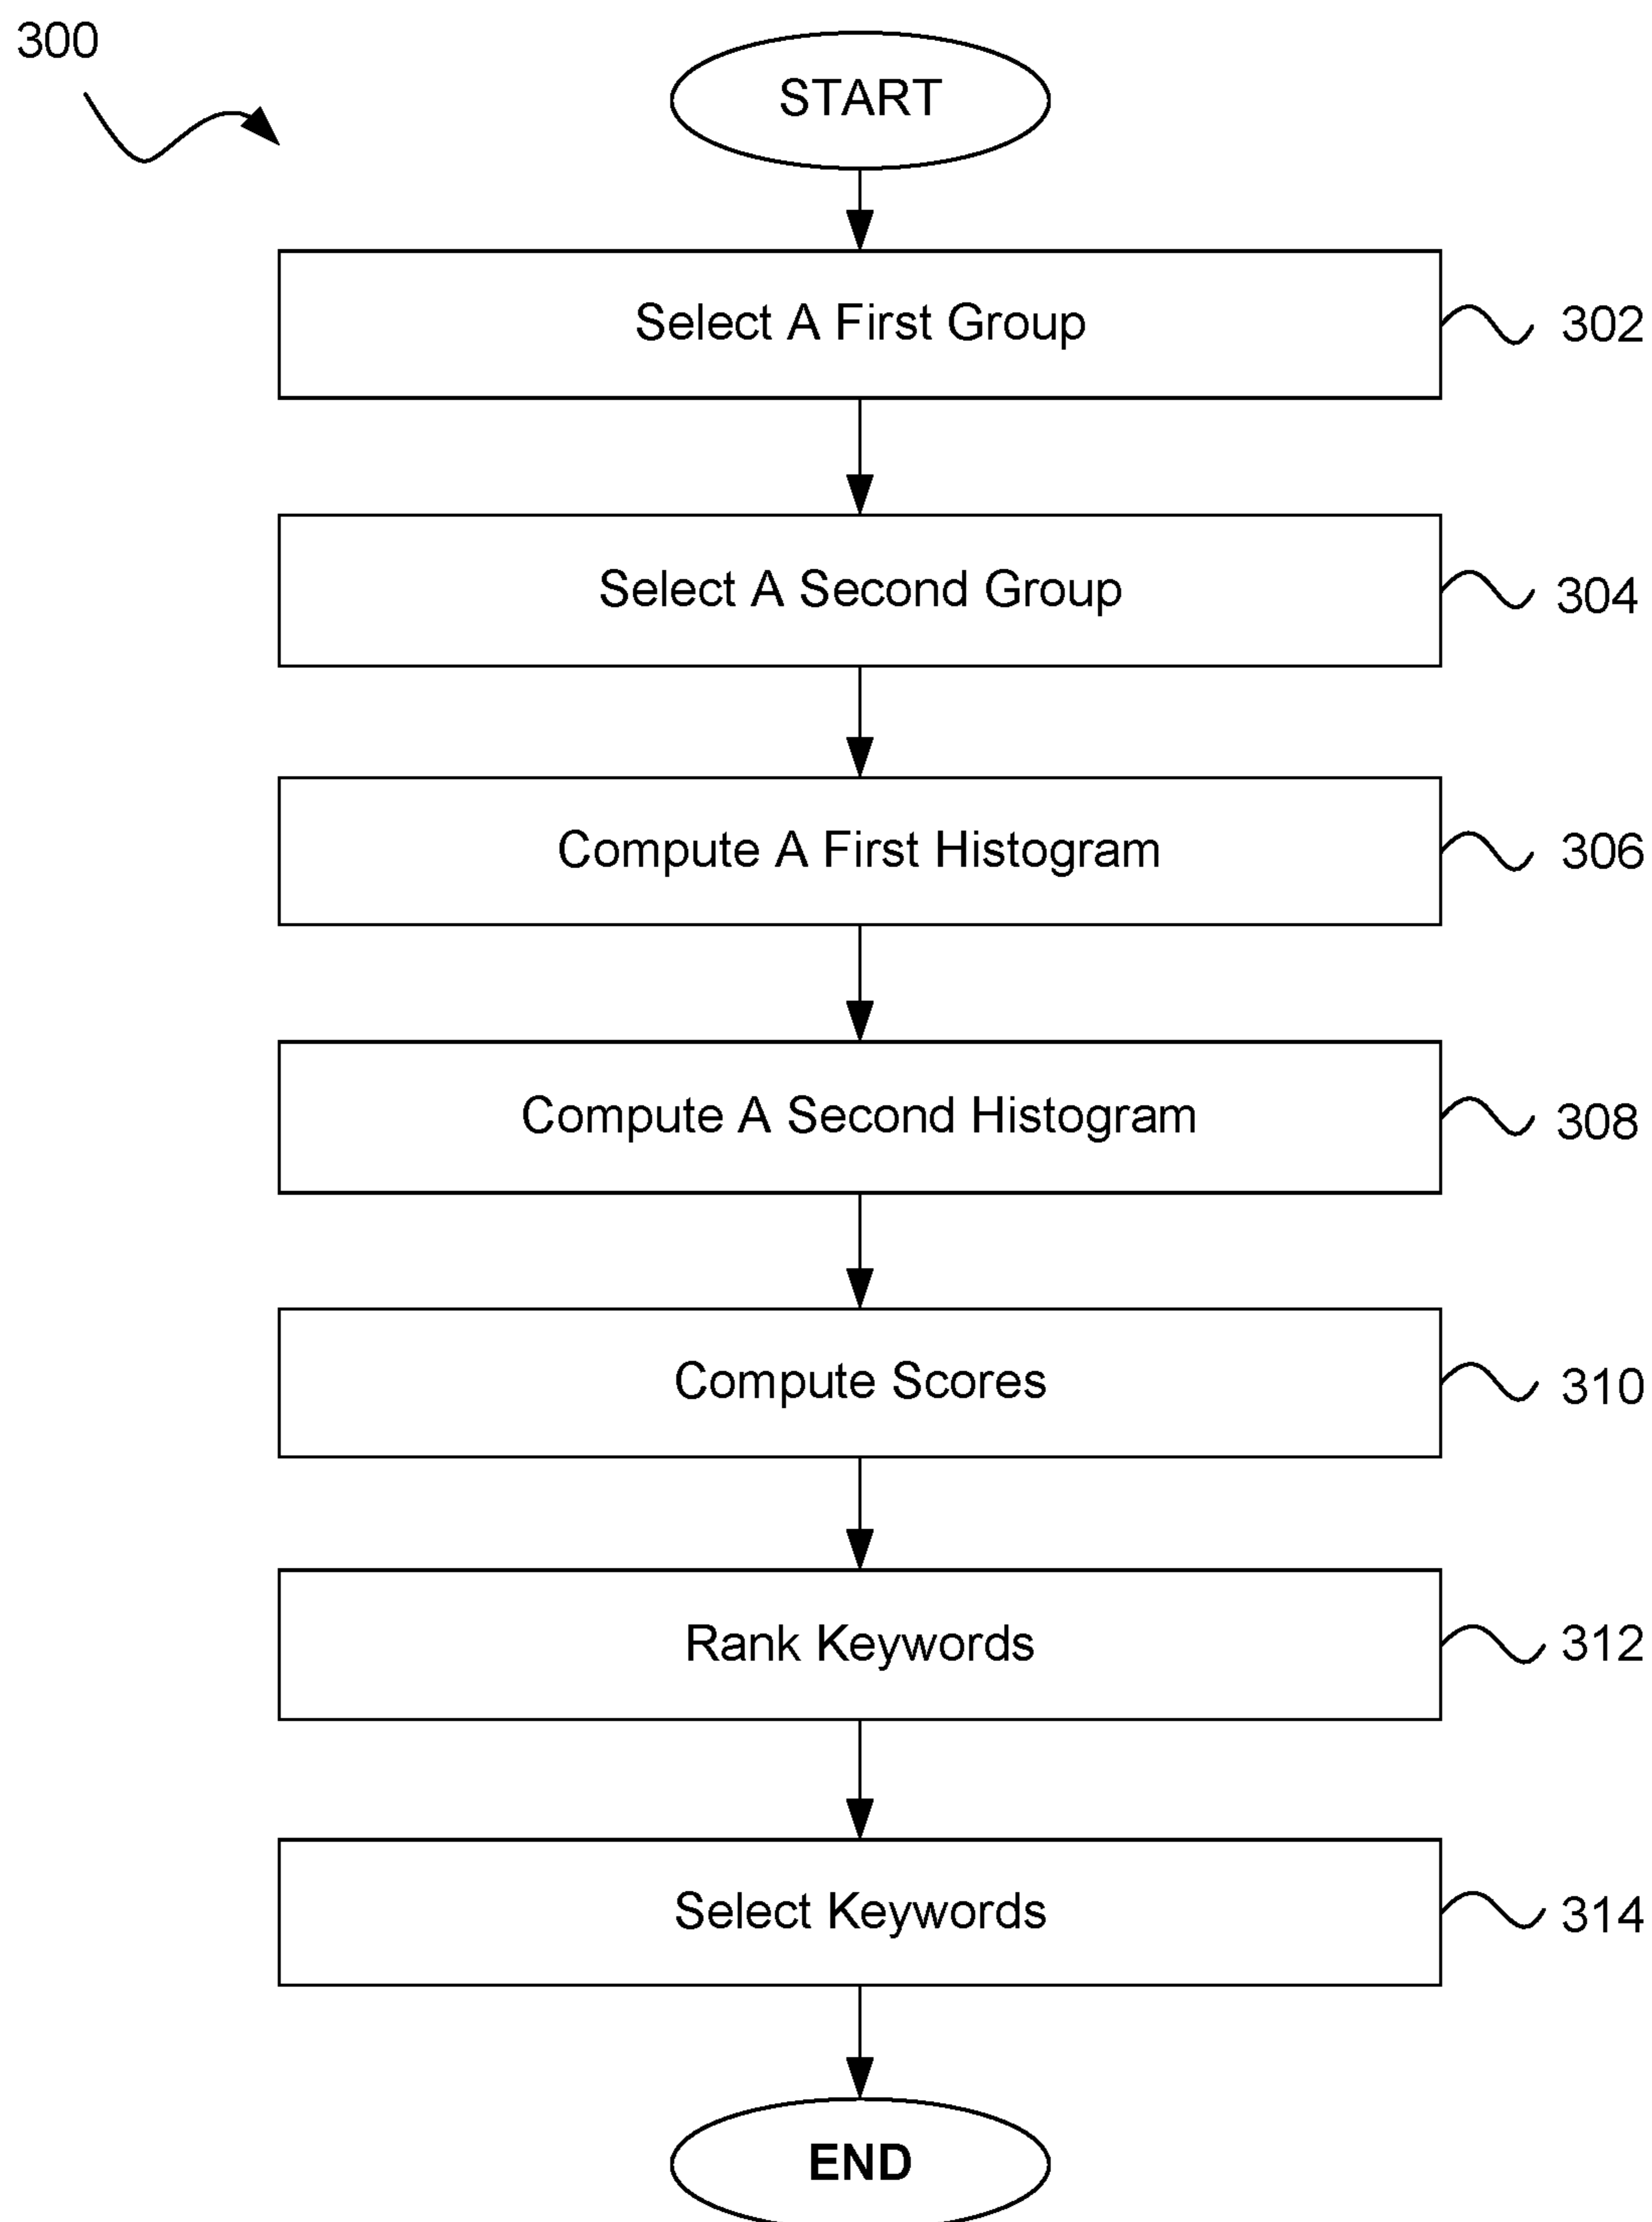 300
START
Select A First Group
302
Select A Second Group
304
Compute A First Histogram
306
Compute A Second Histogram
308
Compute Scores
310
Rank Keywords
312
Select Keywords
314
END